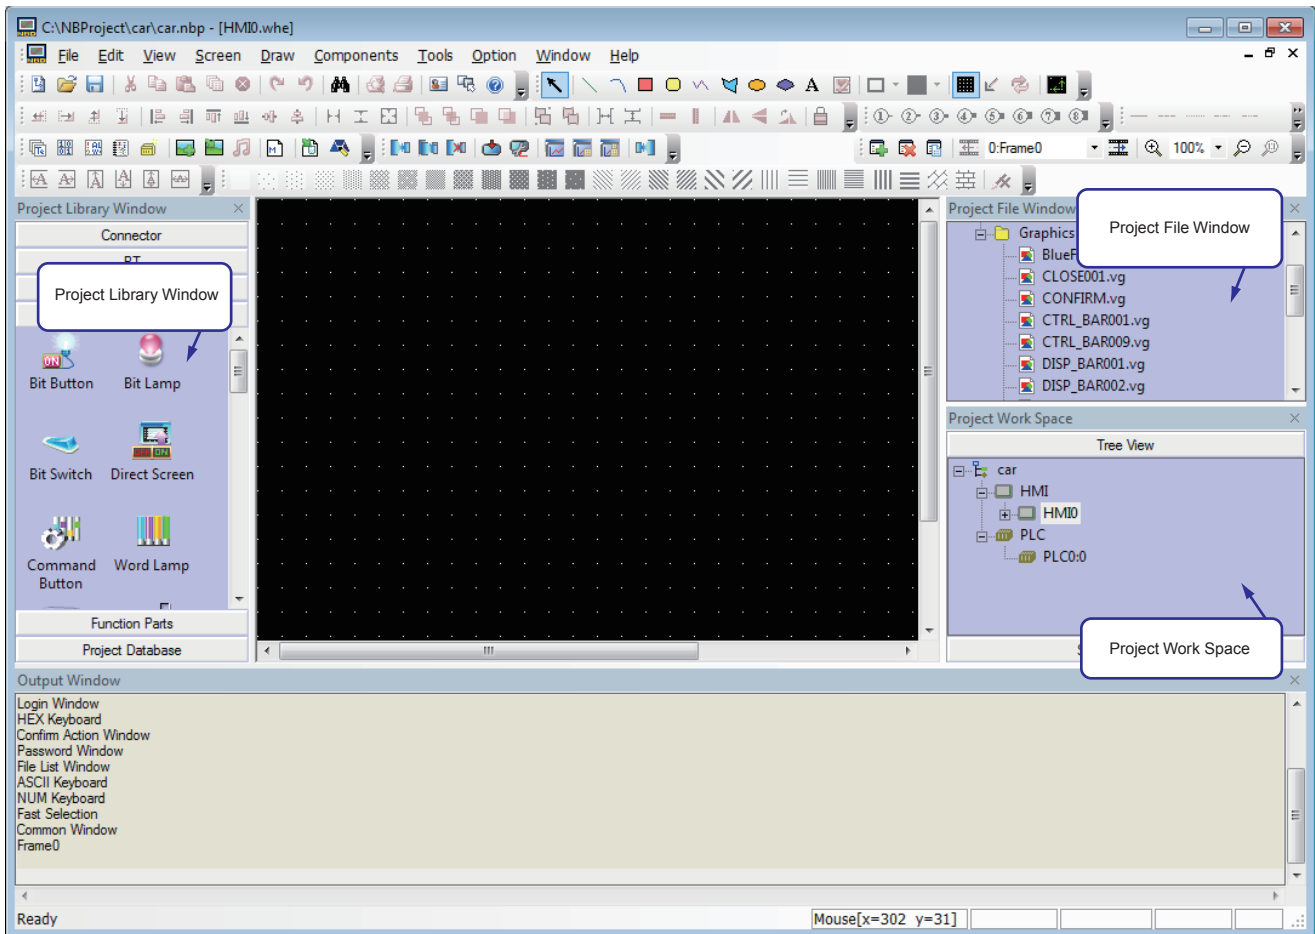 C:\NBProject\car\car.nbp - [HMI0.whe]
File Edit View Screen Draw Components Tools Option Window Help
0:Frame0 100%
Project Library Window
Connector
Project Library Window
ON
Bit Button Bit Lamp
Bit Switch Direct Screen
Command Button Word Lamp
Function Parts
Project Database
Project File Window
Project File Window
Graphics
CLOSE001.vg
CONFIRM.vg
CTRL_BAR001.vg
CTRL_BAR009.vg
DISP_BAR001.vg
DISP_BAR002.vg
Project Work Space
Tree View
car
HMI
HMI0
PLC
PLC0:0
Project Work Space
Output Window
Login Window
HEX Keyboard
Confirm Action Window
Password Window
File List Window
ASCII Keyboard
NUM Keyboard
Fast Selection
Common Window
Frame0
Ready Mouse[x=302 y=31]